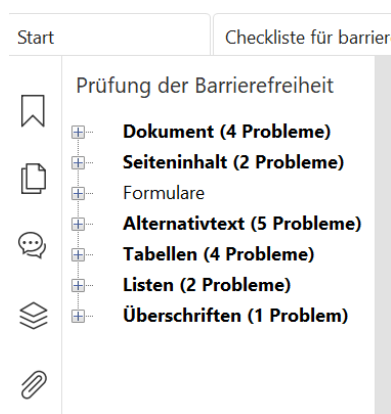 Start
Checkliste für barrier
Prüfung der Barrierefreiheit
Dokument (4 Probleme)
Seiteninhalt (2 Probleme)
Formulare
Alternativtext (5 Probleme)
Tabellen (4 Probleme)
Listen (2 Probleme)
Überschriften (1 Problem)